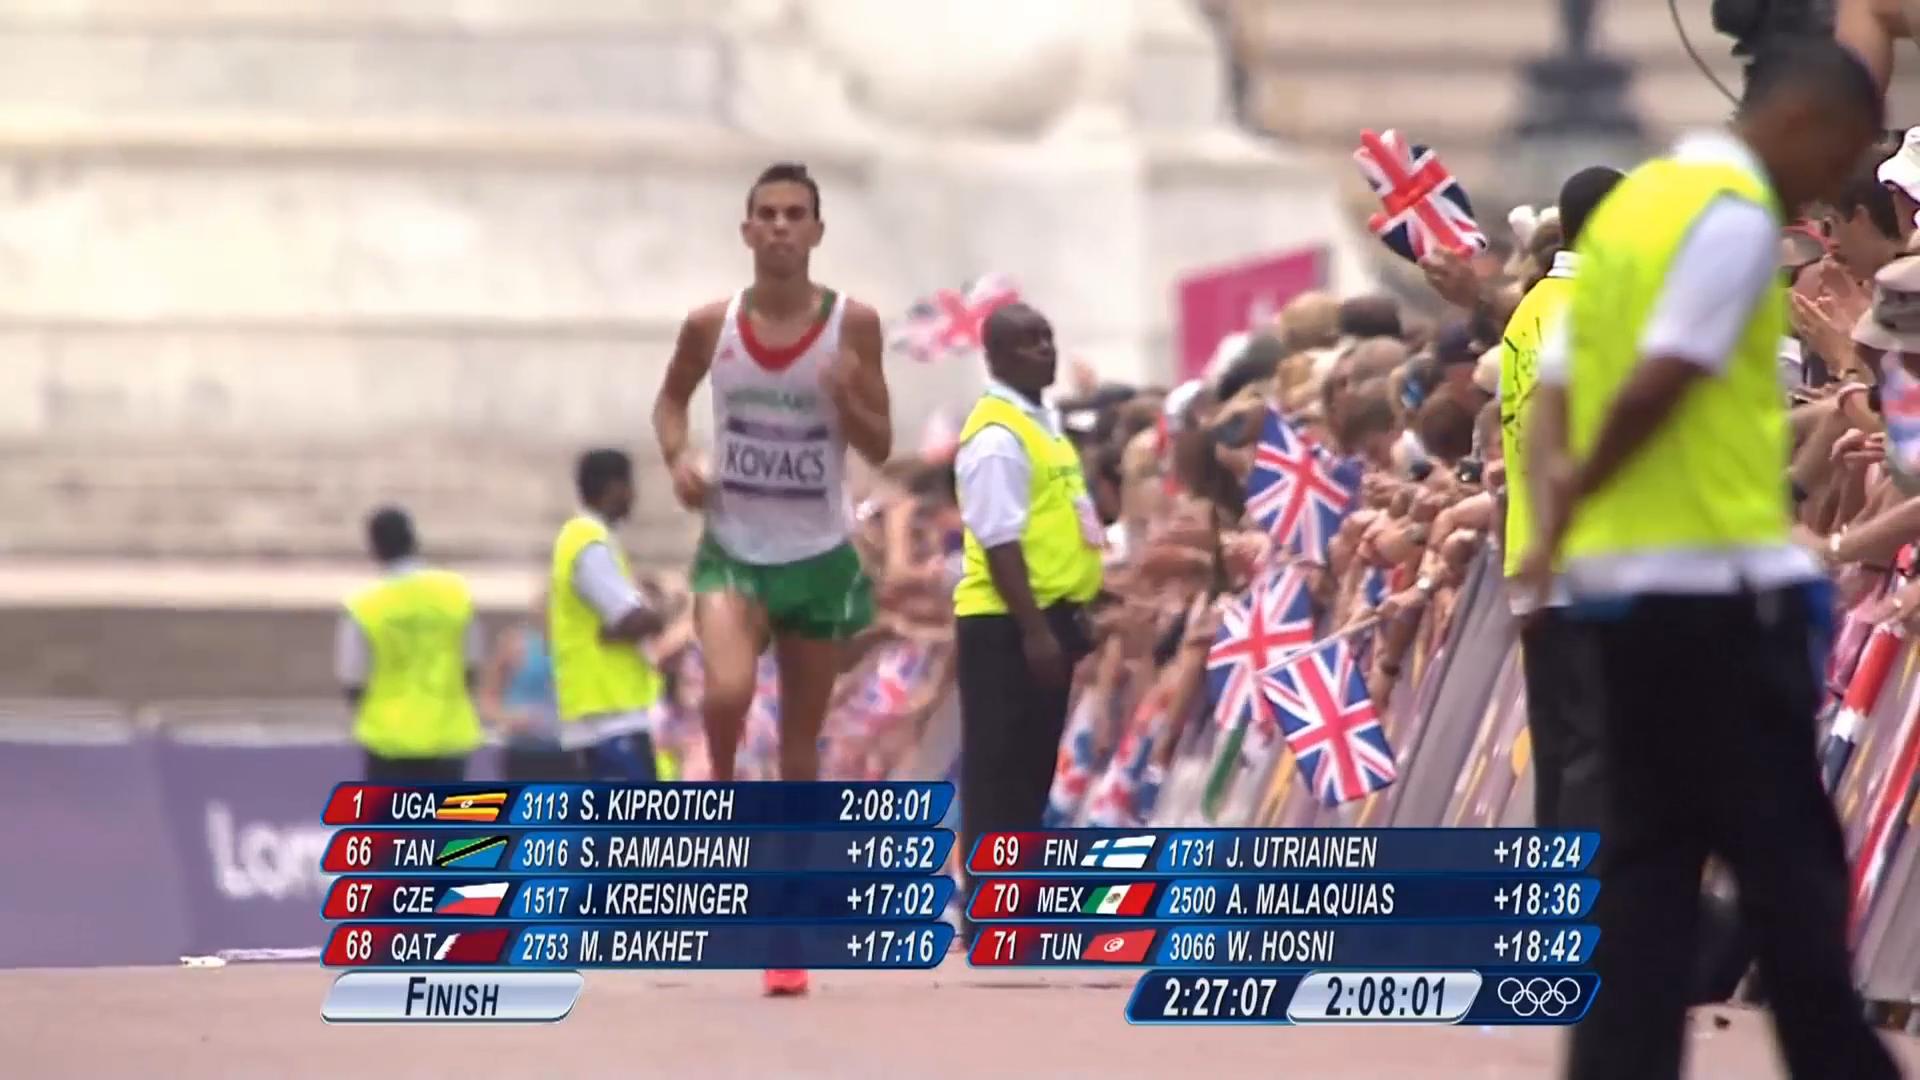 KOVACS
Lon
1 UGA 3113 S. KIPROTICH 2:08:01
66 TAN 3016 S. RAMADHANI +16:52
67 CZE 1517 J. KREISINGER +17:02
68 QAT 2753 M. BAKHET +17:16
69 FIN 1731 J. UTRIAINEN +18:24
70 MEX 2500 A. MALAQUIAS +18:36
71 TUN 3066 W. HOSNI +18:42
FINISH
2:27:07 2:08:01